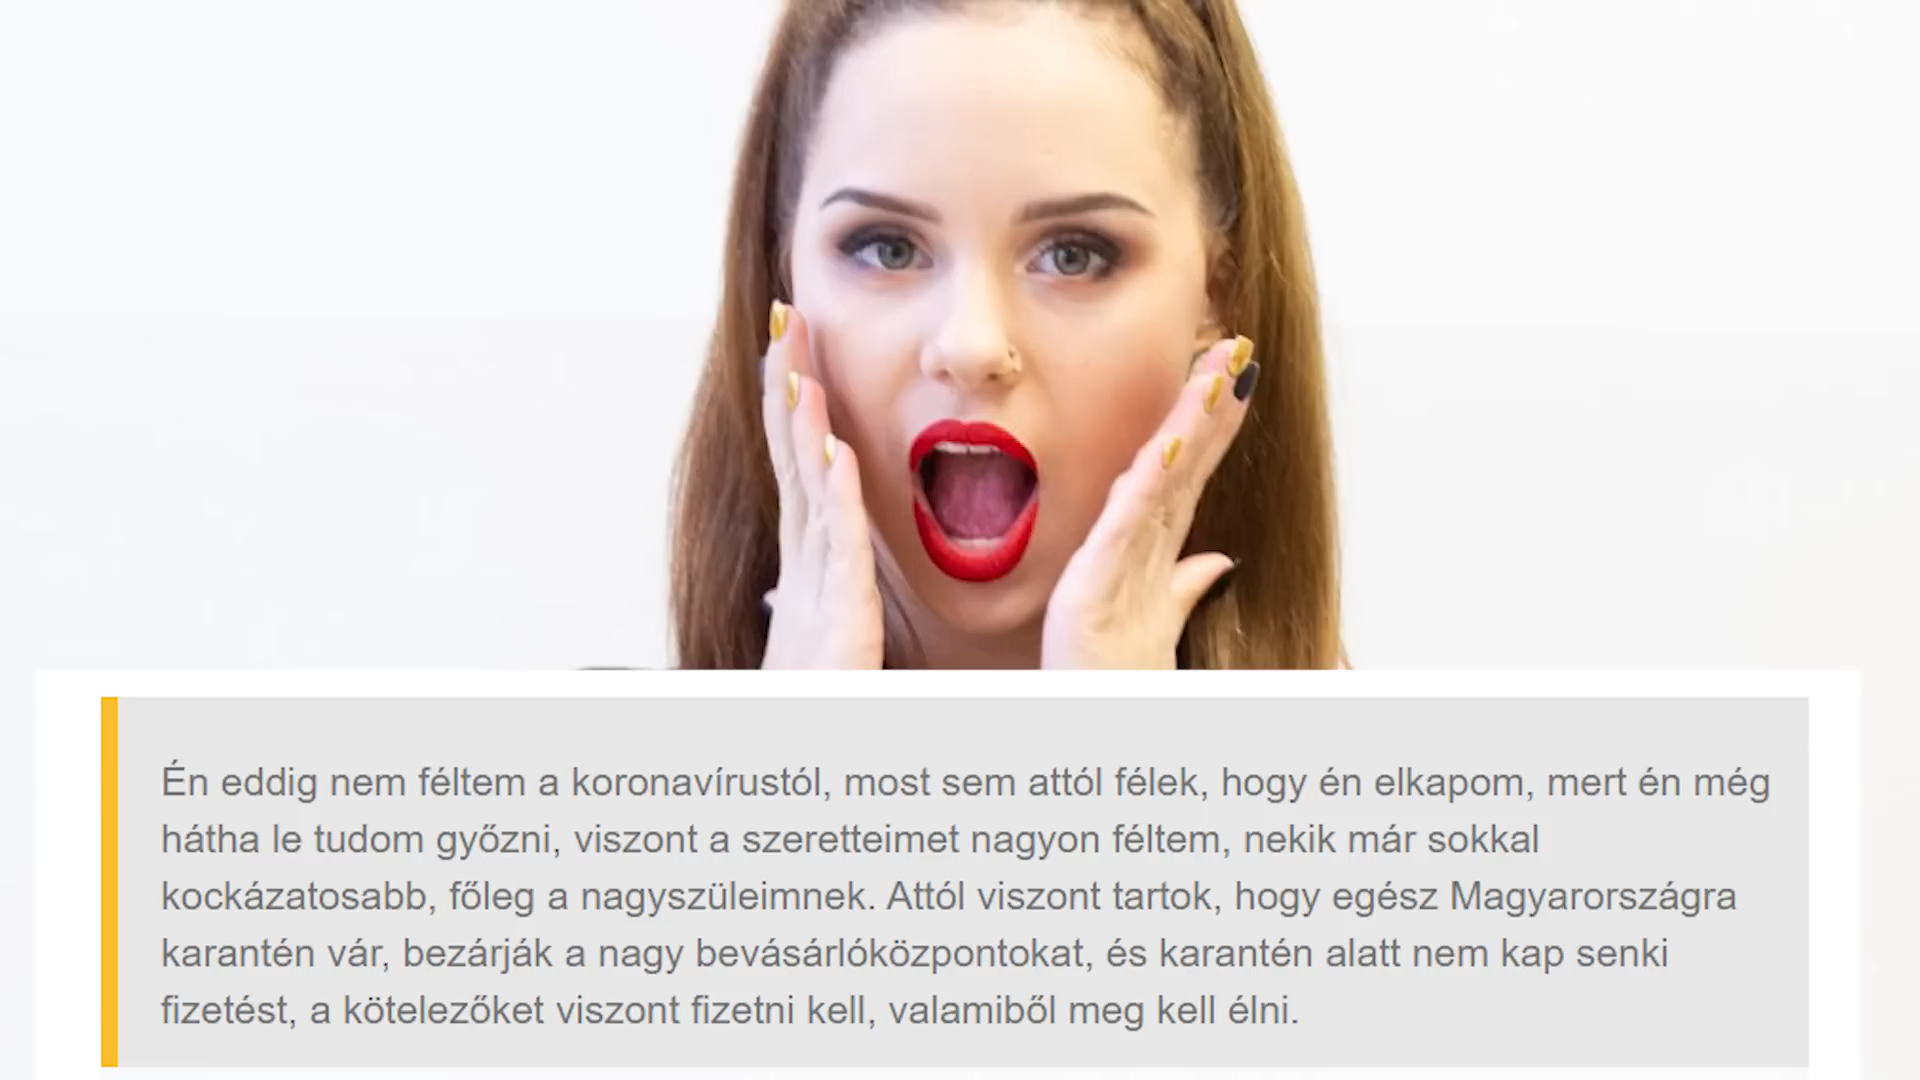 Én eddig nem féltem a koronavírustól, most sem attól félek, hogy én elkapom, mert én még
hátha le tudom győzni, viszont a szeretteimet nagyon féltem, nekik már sokkal
kockázatosabb, főleg a nagyszüleimnek. Attól viszont tartok, hogy egész Magyarországra
karantén vár, bezárják a nagy bevásárlóközpontokat, és karantén alatt nem kap senki
fizetést, a kötelezőket viszont fizetni kell, valamiből meg kell élni.